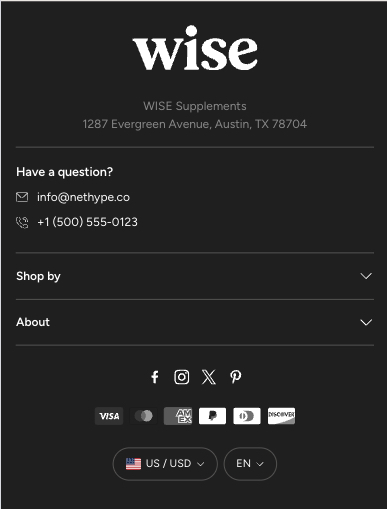 wise
WISE Supplements
1287 Evergreen Avenue, Austin, TX 78704
Have a question?
info@nethype.co
+1 (500) 555-0123
Shop by
About
VISA AMEX DISCOVER
US / USD EN